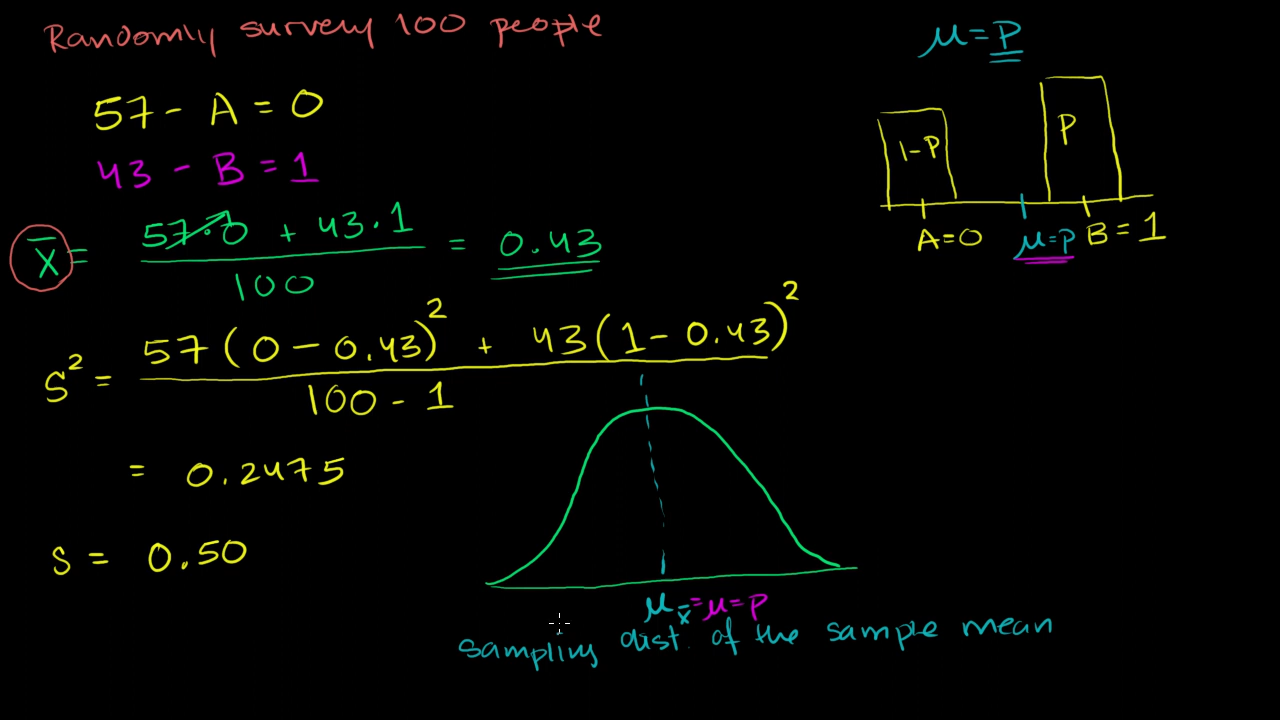 Randomly survey 100 people
57 - A = 0
43 - B = 1
x̄ = (57·0 + 43·1) / 100 = 0.43
S² = (57(0 - 0.43)² + 43(1 - 0.43)²) / (100 - 1)
= 0.2475
S = 0.50
μ = P
1-P
P
A=0
μ=p
B=1
μx̄ = μ = P
sampling dist. of the sample mean